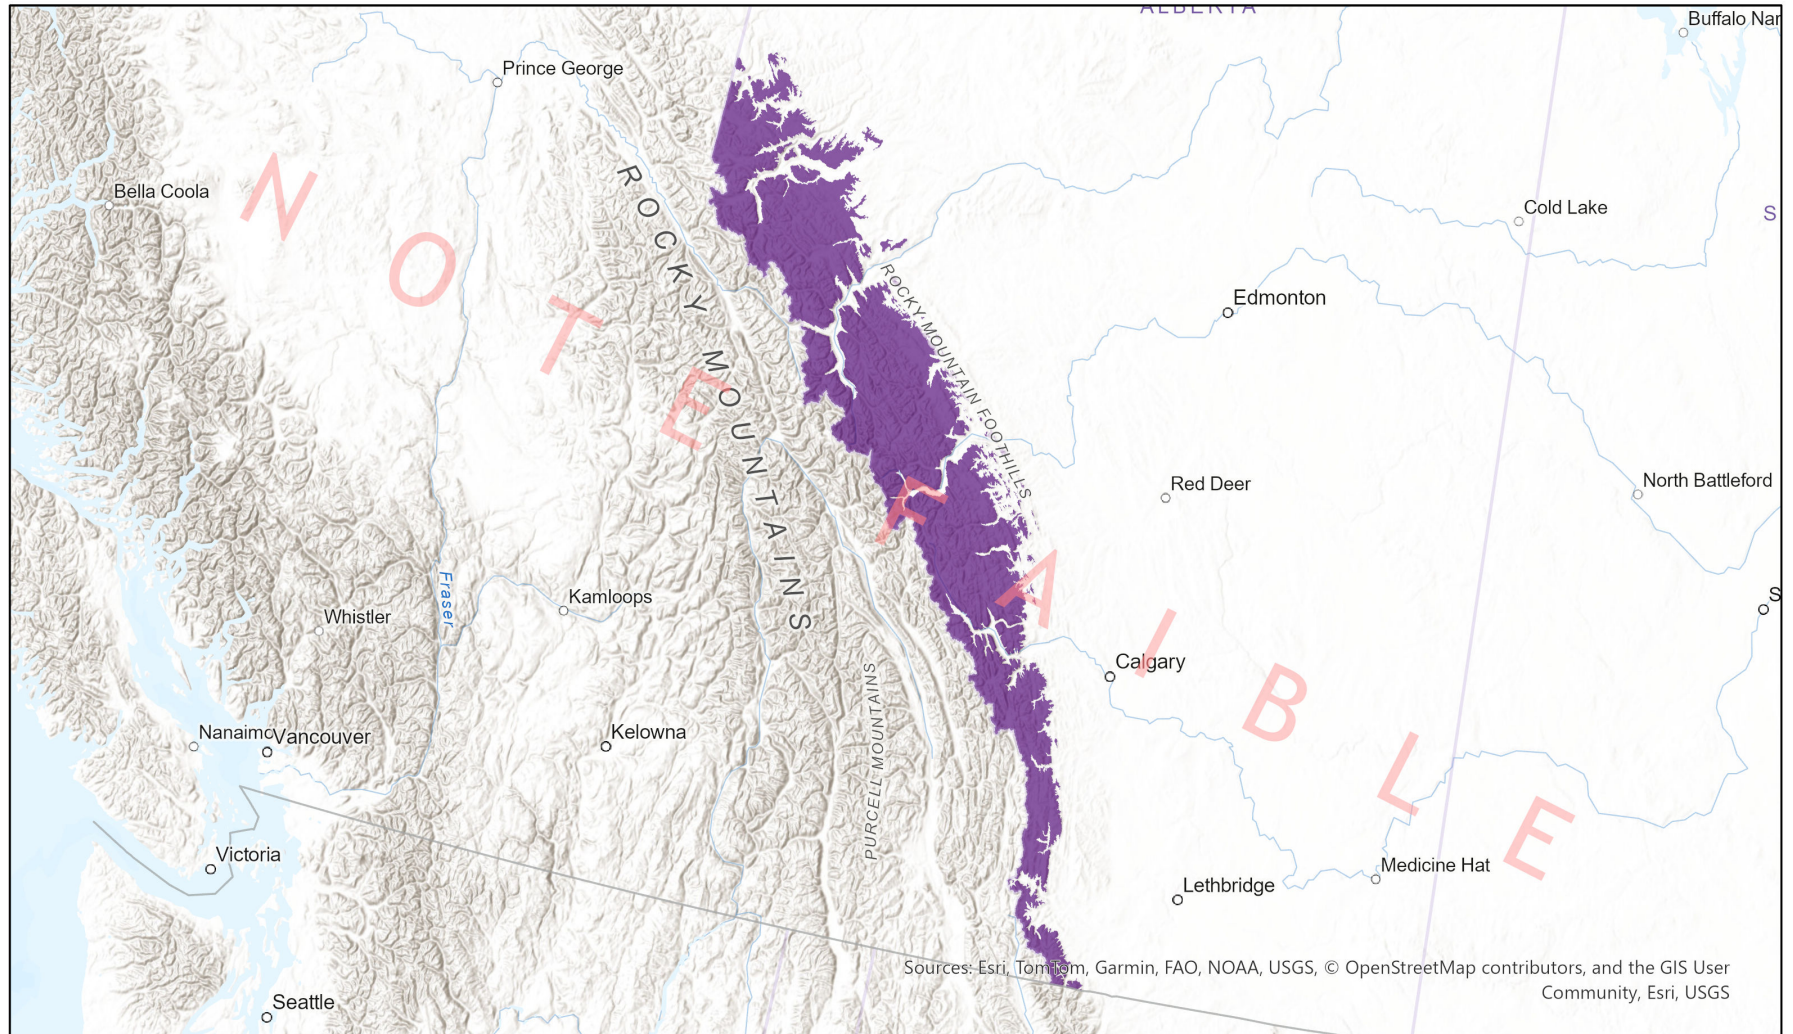 ALBERTA
Buffalo Nar
Prince George
Bella Coola
Cold Lake
S
ROCKY MOUNTAINS
ROCKY MOUNTAIN FOOTHILLS
Edmonton
Red Deer
North Battleford
Fraser
Kamloops
Whistler
S
Calgary
PURCELL MOUNTAINS
Nanaimo
Vancouver
Kelowna
Victoria
Medicine Hat
Lethbridge
Seattle
NOTE FAIBLE
Sources: Esri, TomTom, Garmin, FAO, NOAA, USGS, © OpenStreetMap contributors, and the GIS User
Community, Esri, USGS